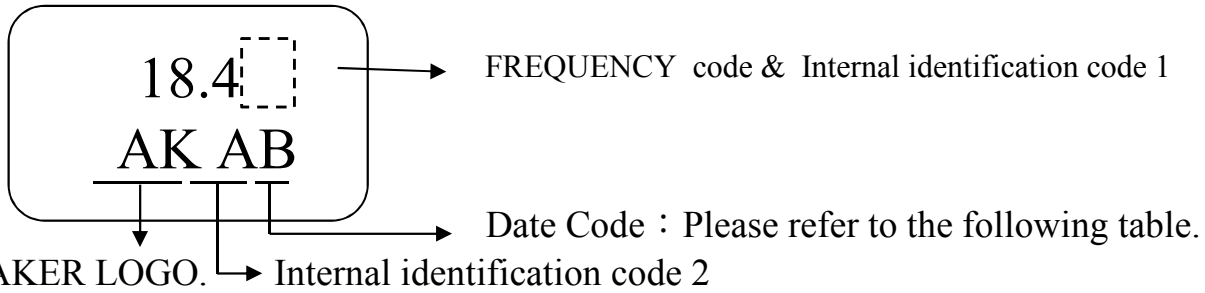 18.4
FREQUENCY code & Internal identification code 1
AK AB
Date Code：Please refer to the following table.
AKER LOGO.
Internal identification code 2